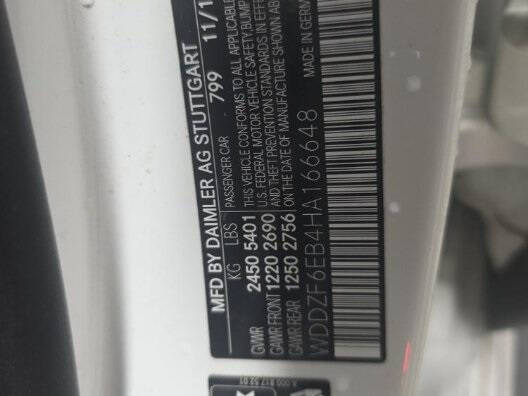 MFD BY DAIMLER AG STUTTGART 11/1
KG LBS PASSENGER CAR 799
GVWR 2450 5401 THIS VEHICLE CONFORMS TO ALL APPLICABLE
U.S. FEDERAL MOTOR VEHICLE SAFETY, BUMP
GAWR FRONT 1220 2690 AND THEFT PREVENTION STANDARDS IN EFFE
GAWR REAR 1250 2756 ON THE DATE OF MANUFACTURE SHOWN AB
WDDZF6EB4HA166648 MADE IN GERM